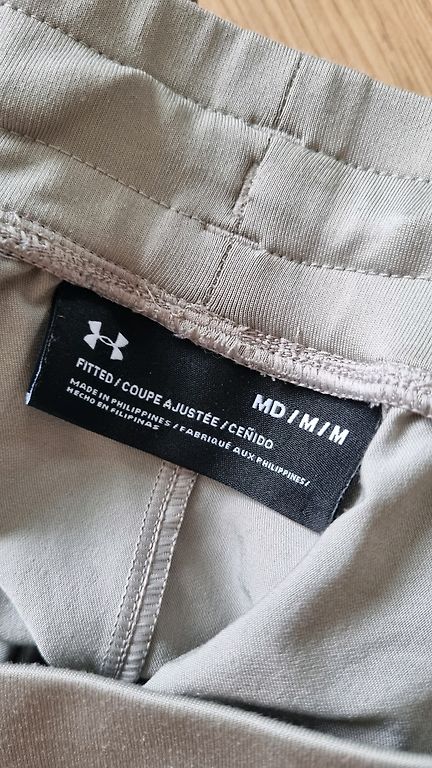 FITTED / COUPE AJUSTÉE / CEÑIDO
MD / M / M
MADE IN PHILIPPINES / FABRIQUÉ AUX PHILIPPINES /
HECHO EN FILIPINAS